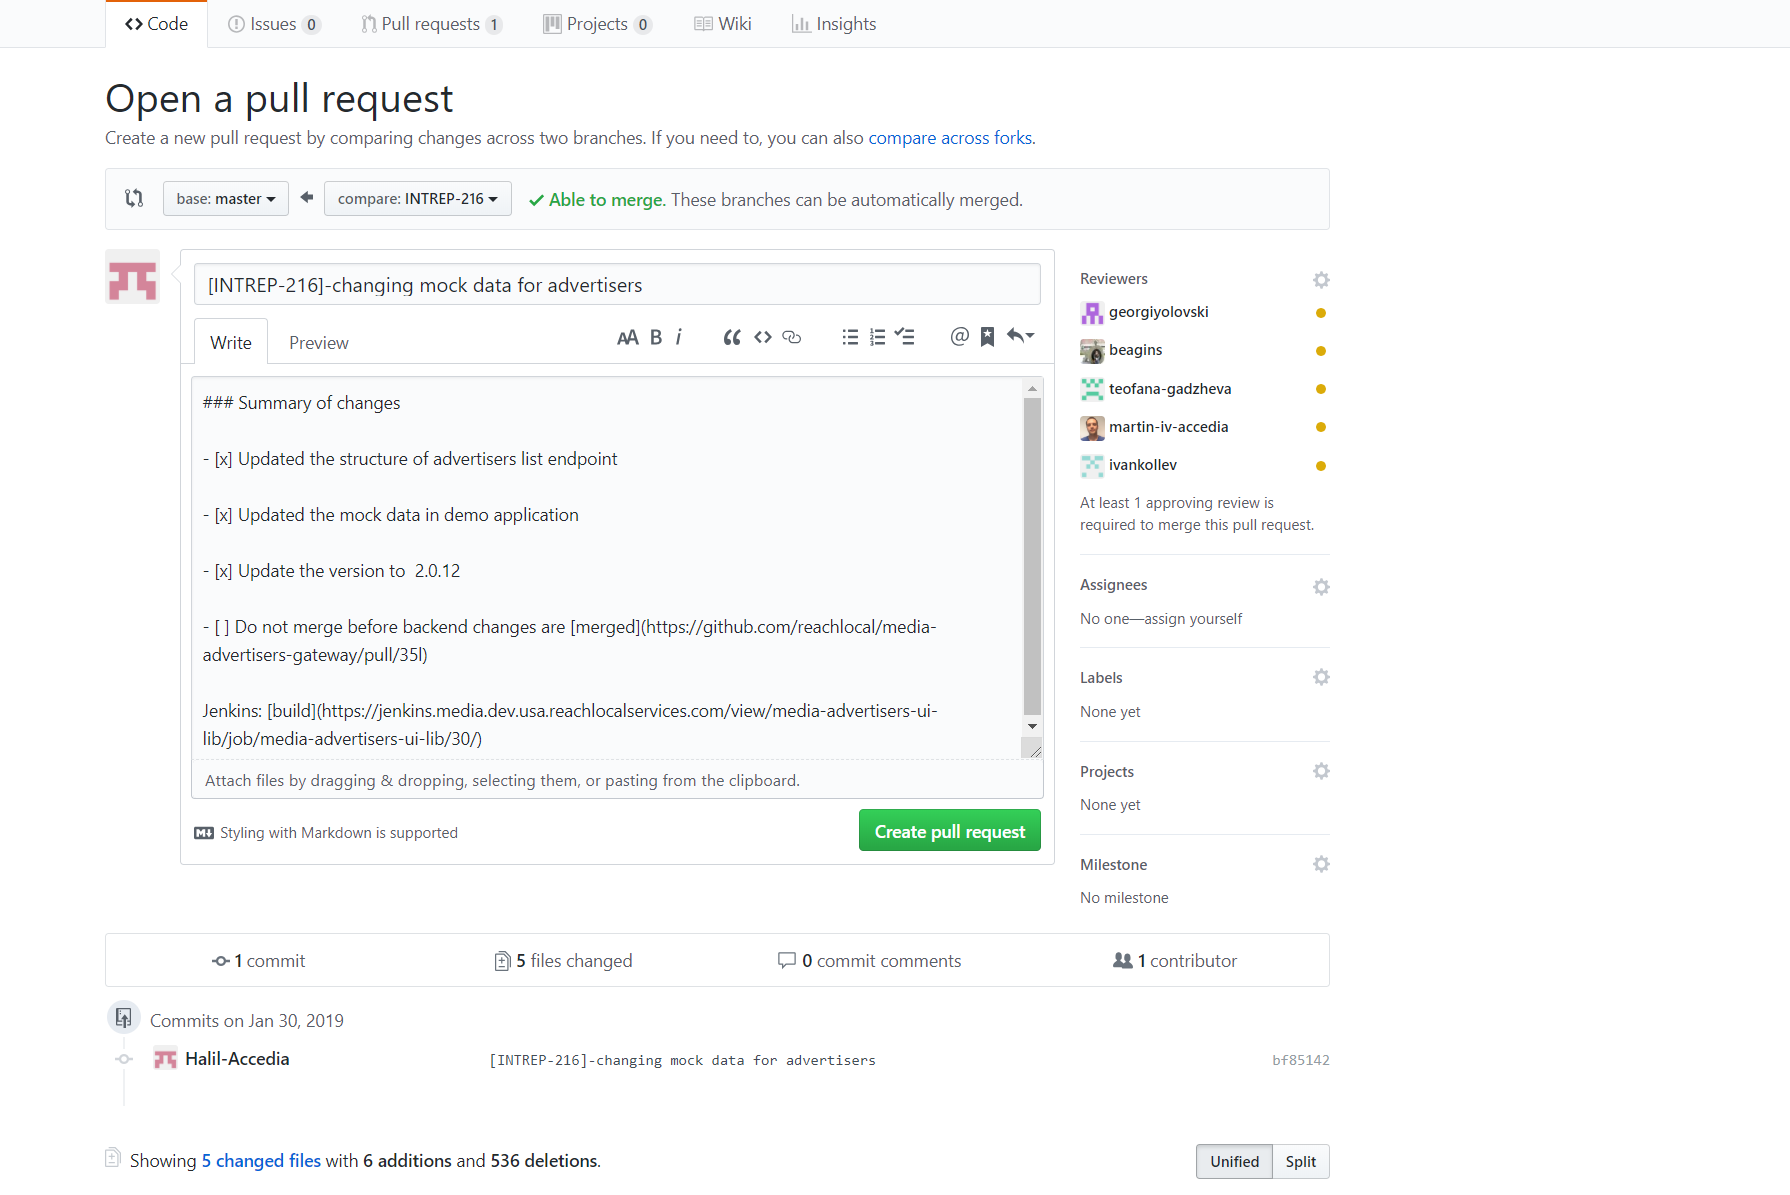 Code Issues 0 Pull requests 1 Projects 0 Wiki Insights
Open a pull request
Create a new pull request by comparing changes across two branches. If you need to, you can also compare across forks.
base: master compare: INTREP-216 Able to merge. These branches can be automatically merged.
[INTREP-216]-changing mock data for advertisers
Write Preview AA B i
### Summary of changes
- [x] Updated the structure of advertisers list endpoint
- [x] Updated the mock data in demo application
- [x] Update the version to  2.0.12
- [ ] Do not merge before backend changes are [merged](https://github.com/reachlocal/media-
advertisers-gateway/pull/35l)
Jenkins: [build](https://jenkins.media.dev.usa.reachlocalservices.com/view/media-advertisers-ui-
lib/job/media-advertisers-ui-lib/30/)
Attach files by dragging & dropping, selecting them, or pasting from the clipboard.
Styling with Markdown is supported
Create pull request
Reviewers
georgiyolovski
beagins
teofana-gadzheva
martin-iv-accedia
ivankollev
At least 1 approving review is
required to merge this pull request.
Assignees
No one—assign yourself
Labels
None yet
Projects
None yet
Milestone
No milestone
1 commit 5 files changed 0 commit comments 1 contributor
Commits on Jan 30, 2019
Halil-Accedia [INTREP-216]-changing mock data for advertisers bf85142
Showing 5 changed files with 6 additions and 536 deletions.
Unified Split